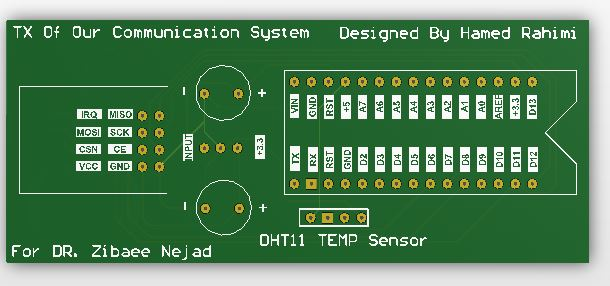 TX Of Our Communication System
Designed By Hamed Rahimi
- +
VIN GND RST +5 A7 A6 A5 A4 A3 A2 A1 A0 AREF +3.3 D13
IRQ MISO
MOSI SCK
CSN CE
VCC GND
INPUT +3.3
TX RX RST GND D2 D3 D4 D5 D6 D7 D8 D9 D10 D11 D12
- +
DHT11 TEMP Sensor
For DR. Zibaee Nejad